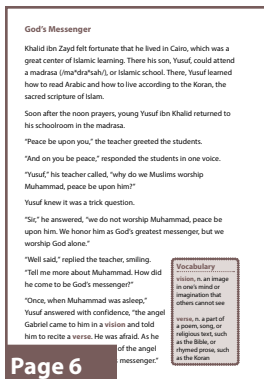 God's Messenger
Khalid ibn Zayd felt fortunate that he lived in Cairo, which was a
great center of Islamic learning. There his son, Yusuf, could attend
a madrasa (/ma*dra*sah/), or Islamic school. There, Yusuf learned
how to read Arabic and how to live according to the Koran, the
sacred scripture of Islam.
Soon after the noon prayers, young Yusuf ibn Khalid returned to
his schoolroom in the madrasa.
"Peace be upon you," the teacher greeted the students.
"And on you be peace," responded the students in one voice.
"Yusuf," his teacher called, "why do we Muslims worship
Muhammad, peace be upon him?"
Yusuf knew it was a trick question.
"Sir," he answered, "we do not worship Muhammad, peace be
upon him. We honor him as God's greatest messenger, but we
worship God alone."
"Well said," replied the teacher, smiling.
"Tell me more about Muhammad. How did
he come to be God's messenger?"
"Once, when Muhammad was asleep,"
Yusuf answered with confidence, "the angel
Gabriel came to him in a vision and told
him to recite a verse. He was afraid. As he
of the angel
messenger."
Vocabulary
vision, n. an image
in one's mind or
imagination that
others cannot see
verse, n. a part of
a poem, song, or
religious text, such
as the Bible, or
rhymed prose, such
as the Koran
Page 6